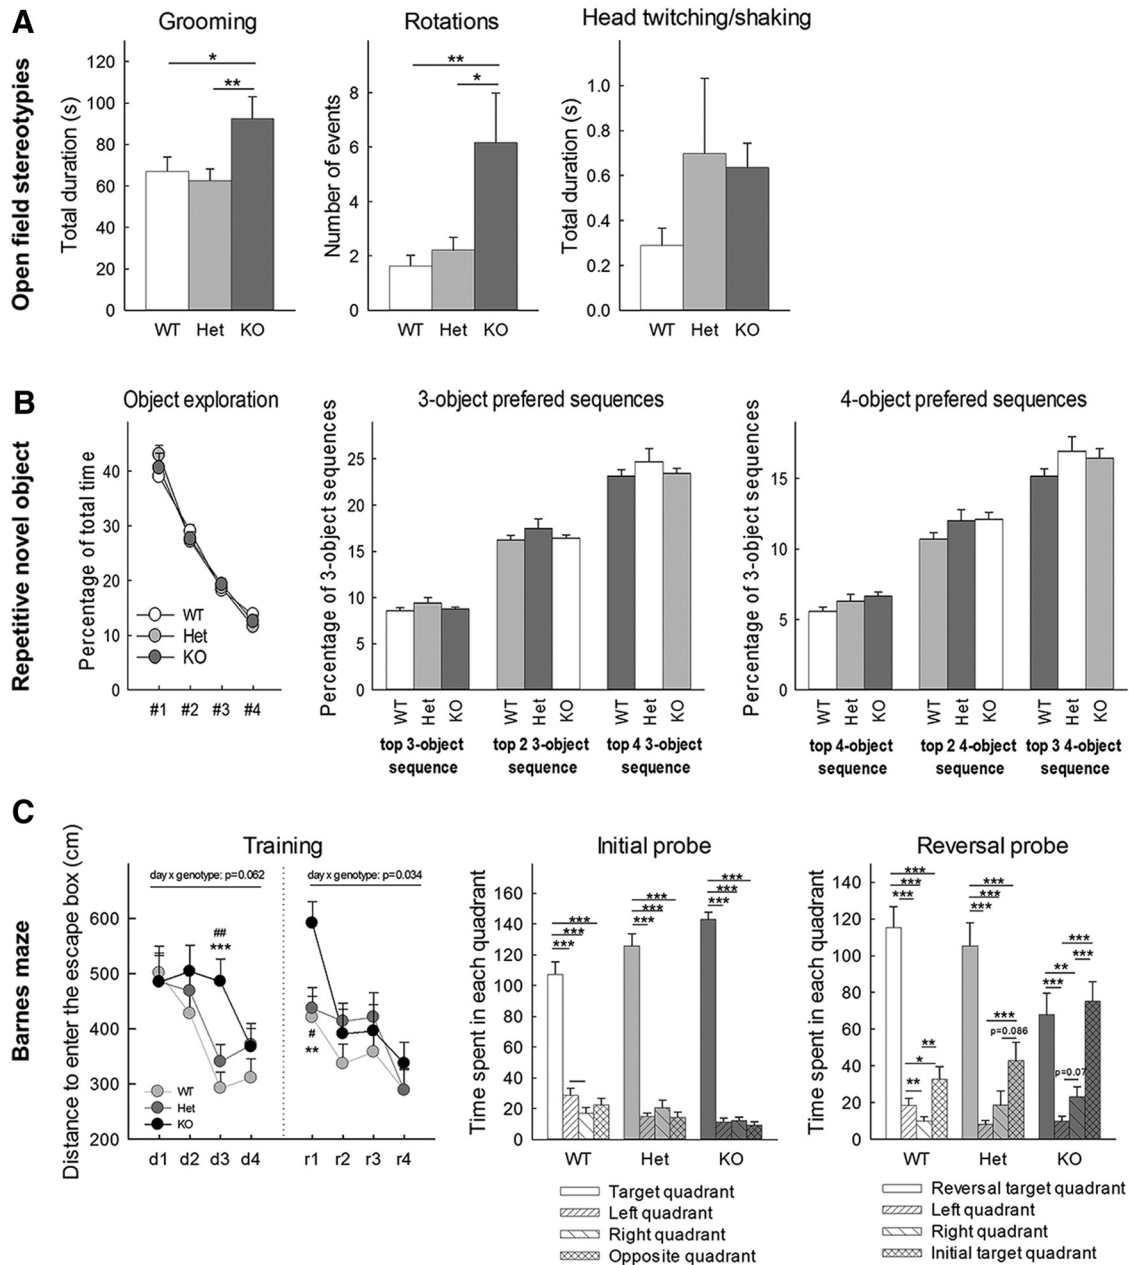 A
Open field stereotypies
Grooming
Total duration (s)
120
100
80
60
40
20
0
*
**
WT Het KO
Rotations
Number of events
8
6
4
2
0
**
*
WT Het KO
Head twitching/shaking
Total duration (s)
1.0
0.8
0.6
0.4
0.2
0.0
WT Het KO
B
Repetitive novel object
Object exploration
Percentage of total time
40
30
20
10
0
WT
Het
KO
#1 #2 #3 #4
3-object prefered sequences
Percentage of 3-object sequences
25
20
15
10
5
0
WT Het KO WT Het KO WT Het KO
top 3-object sequence
top 2 3-object sequence
top 4 3-object sequence
4-object prefered sequences
Percentage of 3-object sequences
15
10
5
0
WT Het KO WT Het KO WT Het KO
top 4-object sequence
top 2 4-object sequence
top 3 4-object sequence
C
Barnes maze
Training
Distance to enter the escape box (cm)
600
500
400
300
200
day x genotype: p=0.062
day x genotype: p=0.034
##
***
#
**
WT
Het
KO
d1 d2 d3 d4 r1 r2 r3 r4
Initial probe
Time spent in each quadrant
160
140
120
100
80
60
40
20
0
***
***
***
***
***
***
***
***
***
WT Het KO
Target quadrant
Left quadrant
Right quadrant
Opposite quadrant
Reversal probe
Time spent in each quadrant
140
120
100
80
60
40
20
0
***
***
***
**
*
**
***
***
***
***
p=0.086
***
**
***
***
p=0.07
WT Het KO
Reversal target quadrant
Left quadrant
Right quadrant
Initial target quadrant